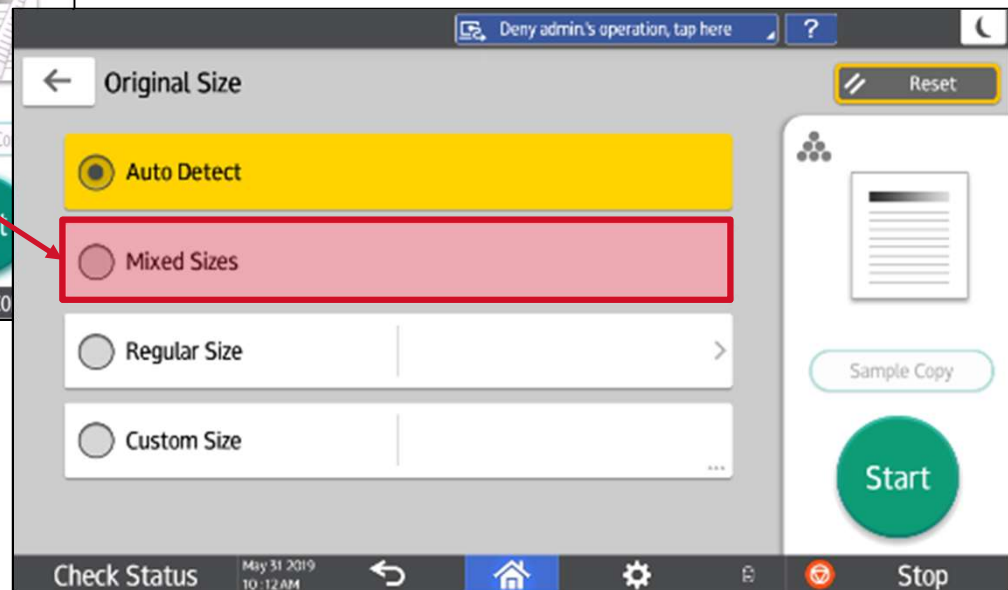 Deny admin.'s operation, tap here
?
Original Size
Reset
Auto Detect
Mixed Sizes
Regular Size
Custom Size
Sample Copy
Start
Check Status
May 31 2019
10:12AM
Stop